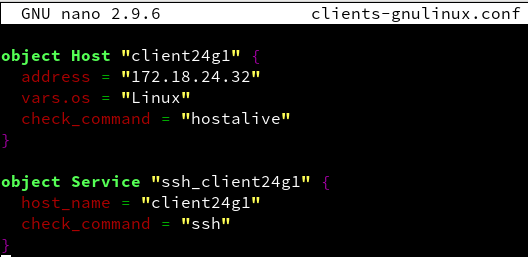 GNU nano 2.9.6 clients-gnulinux.conf
object Host "client24g1" {
address = "172.18.24.32"
vars.os = "Linux"
check_command = "hostalive"
}
object Service "ssh_client24g1" {
host_name = "client24g1"
check_command = "ssh"
}